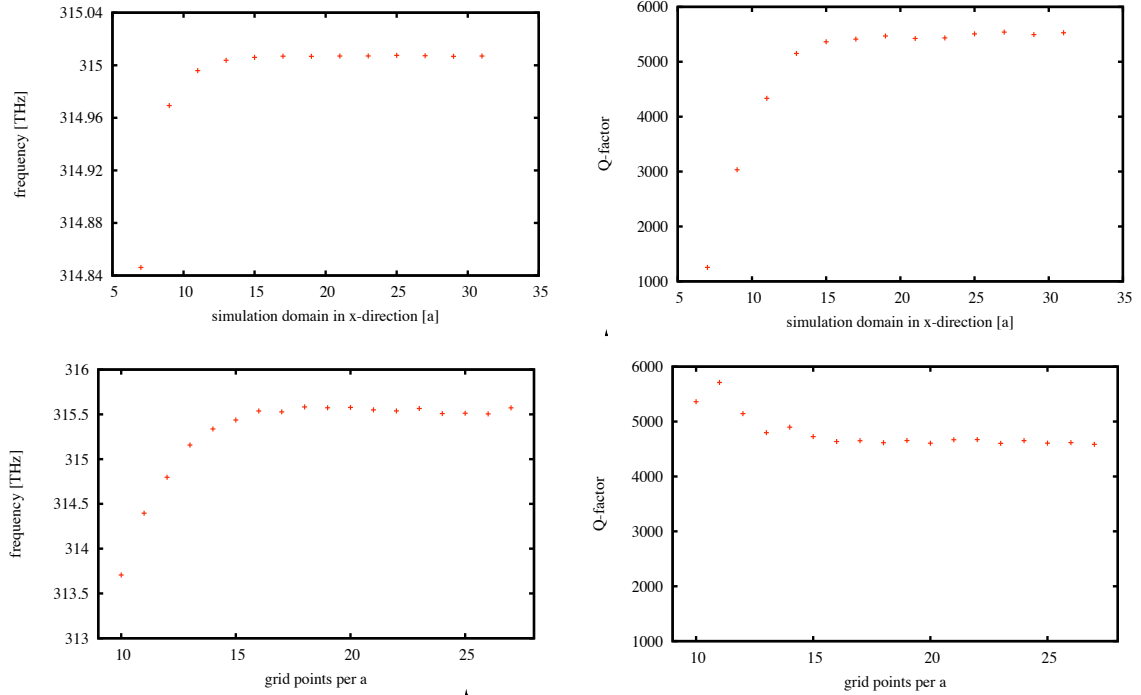 315.04
315
314.96
314.92
314.88
314.84
frequency [THz]
5 10 15 20 25 30 35
simulation domain in x-direction [a]
6000
5000
4000
3000
2000
1000
Q-factor
5 10 15 20 25 30 35
simulation domain in x-direction [a]
316
315.5
315
314.5
314
313.5
313
frequency [THz]
10 15 20 25
grid points per a
6000
5000
4000
3000
2000
1000
Q-factor
10 15 20 25
grid points per a